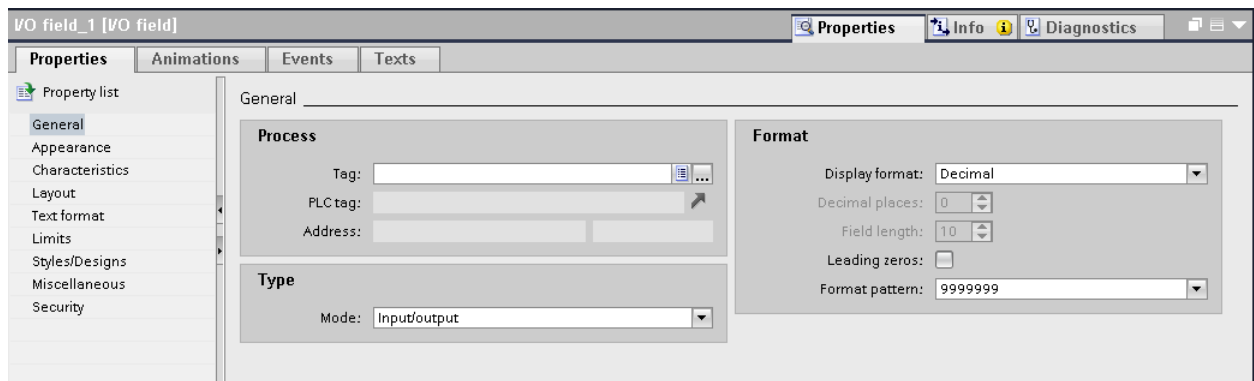 I/O field_1 [I/O field]
Properties Info Diagnostics
Properties Animations Events Texts
Property list
General
Appearance
Characteristics
Layout
Text format
Limits
Styles/Designs
Miscellaneous
Security
General
Process
Tag: ...
PLC tag:
Address:
Type
Mode: Input/output
Format
Display format: Decimal
Decimal places: 0
Field length: 10
Leading zeros:
Format pattern: 9999999